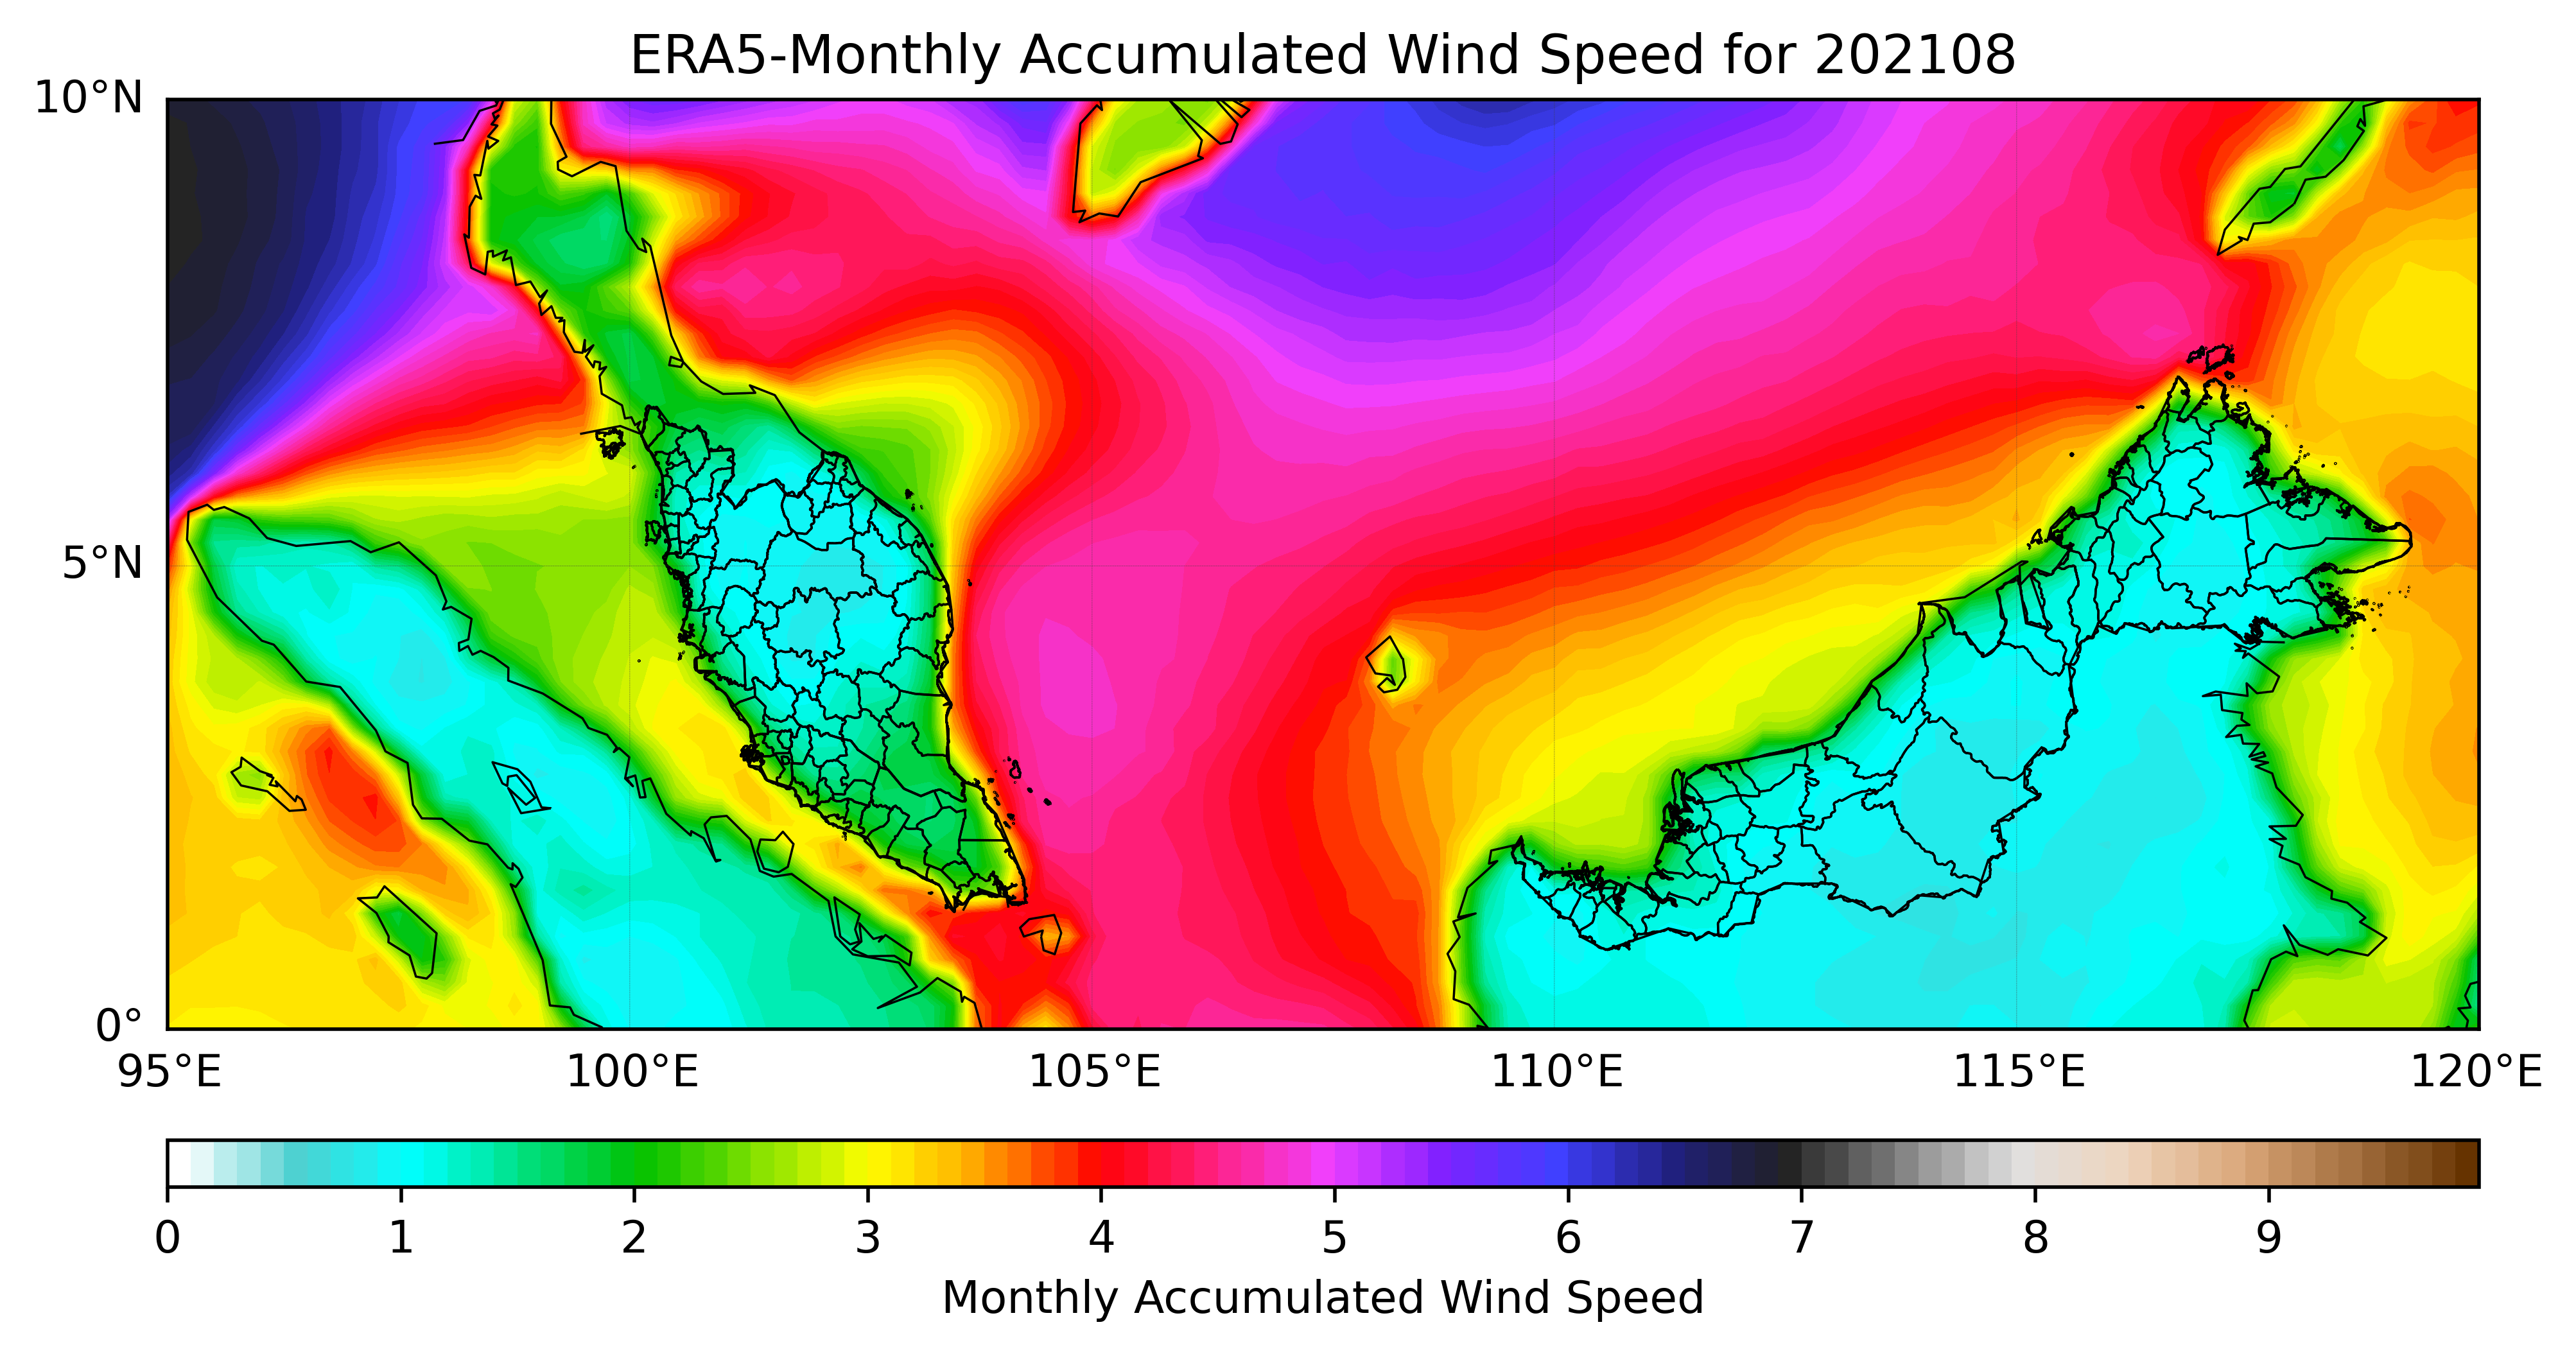 ERA5-Monthly Accumulated Wind Speed for 202108
10°N
5°N
0°
95°E 100°E 105°E 110°E 115°E 120°E
0 1 2 3 4 5 6 7 8 9
Monthly Accumulated Wind Speed